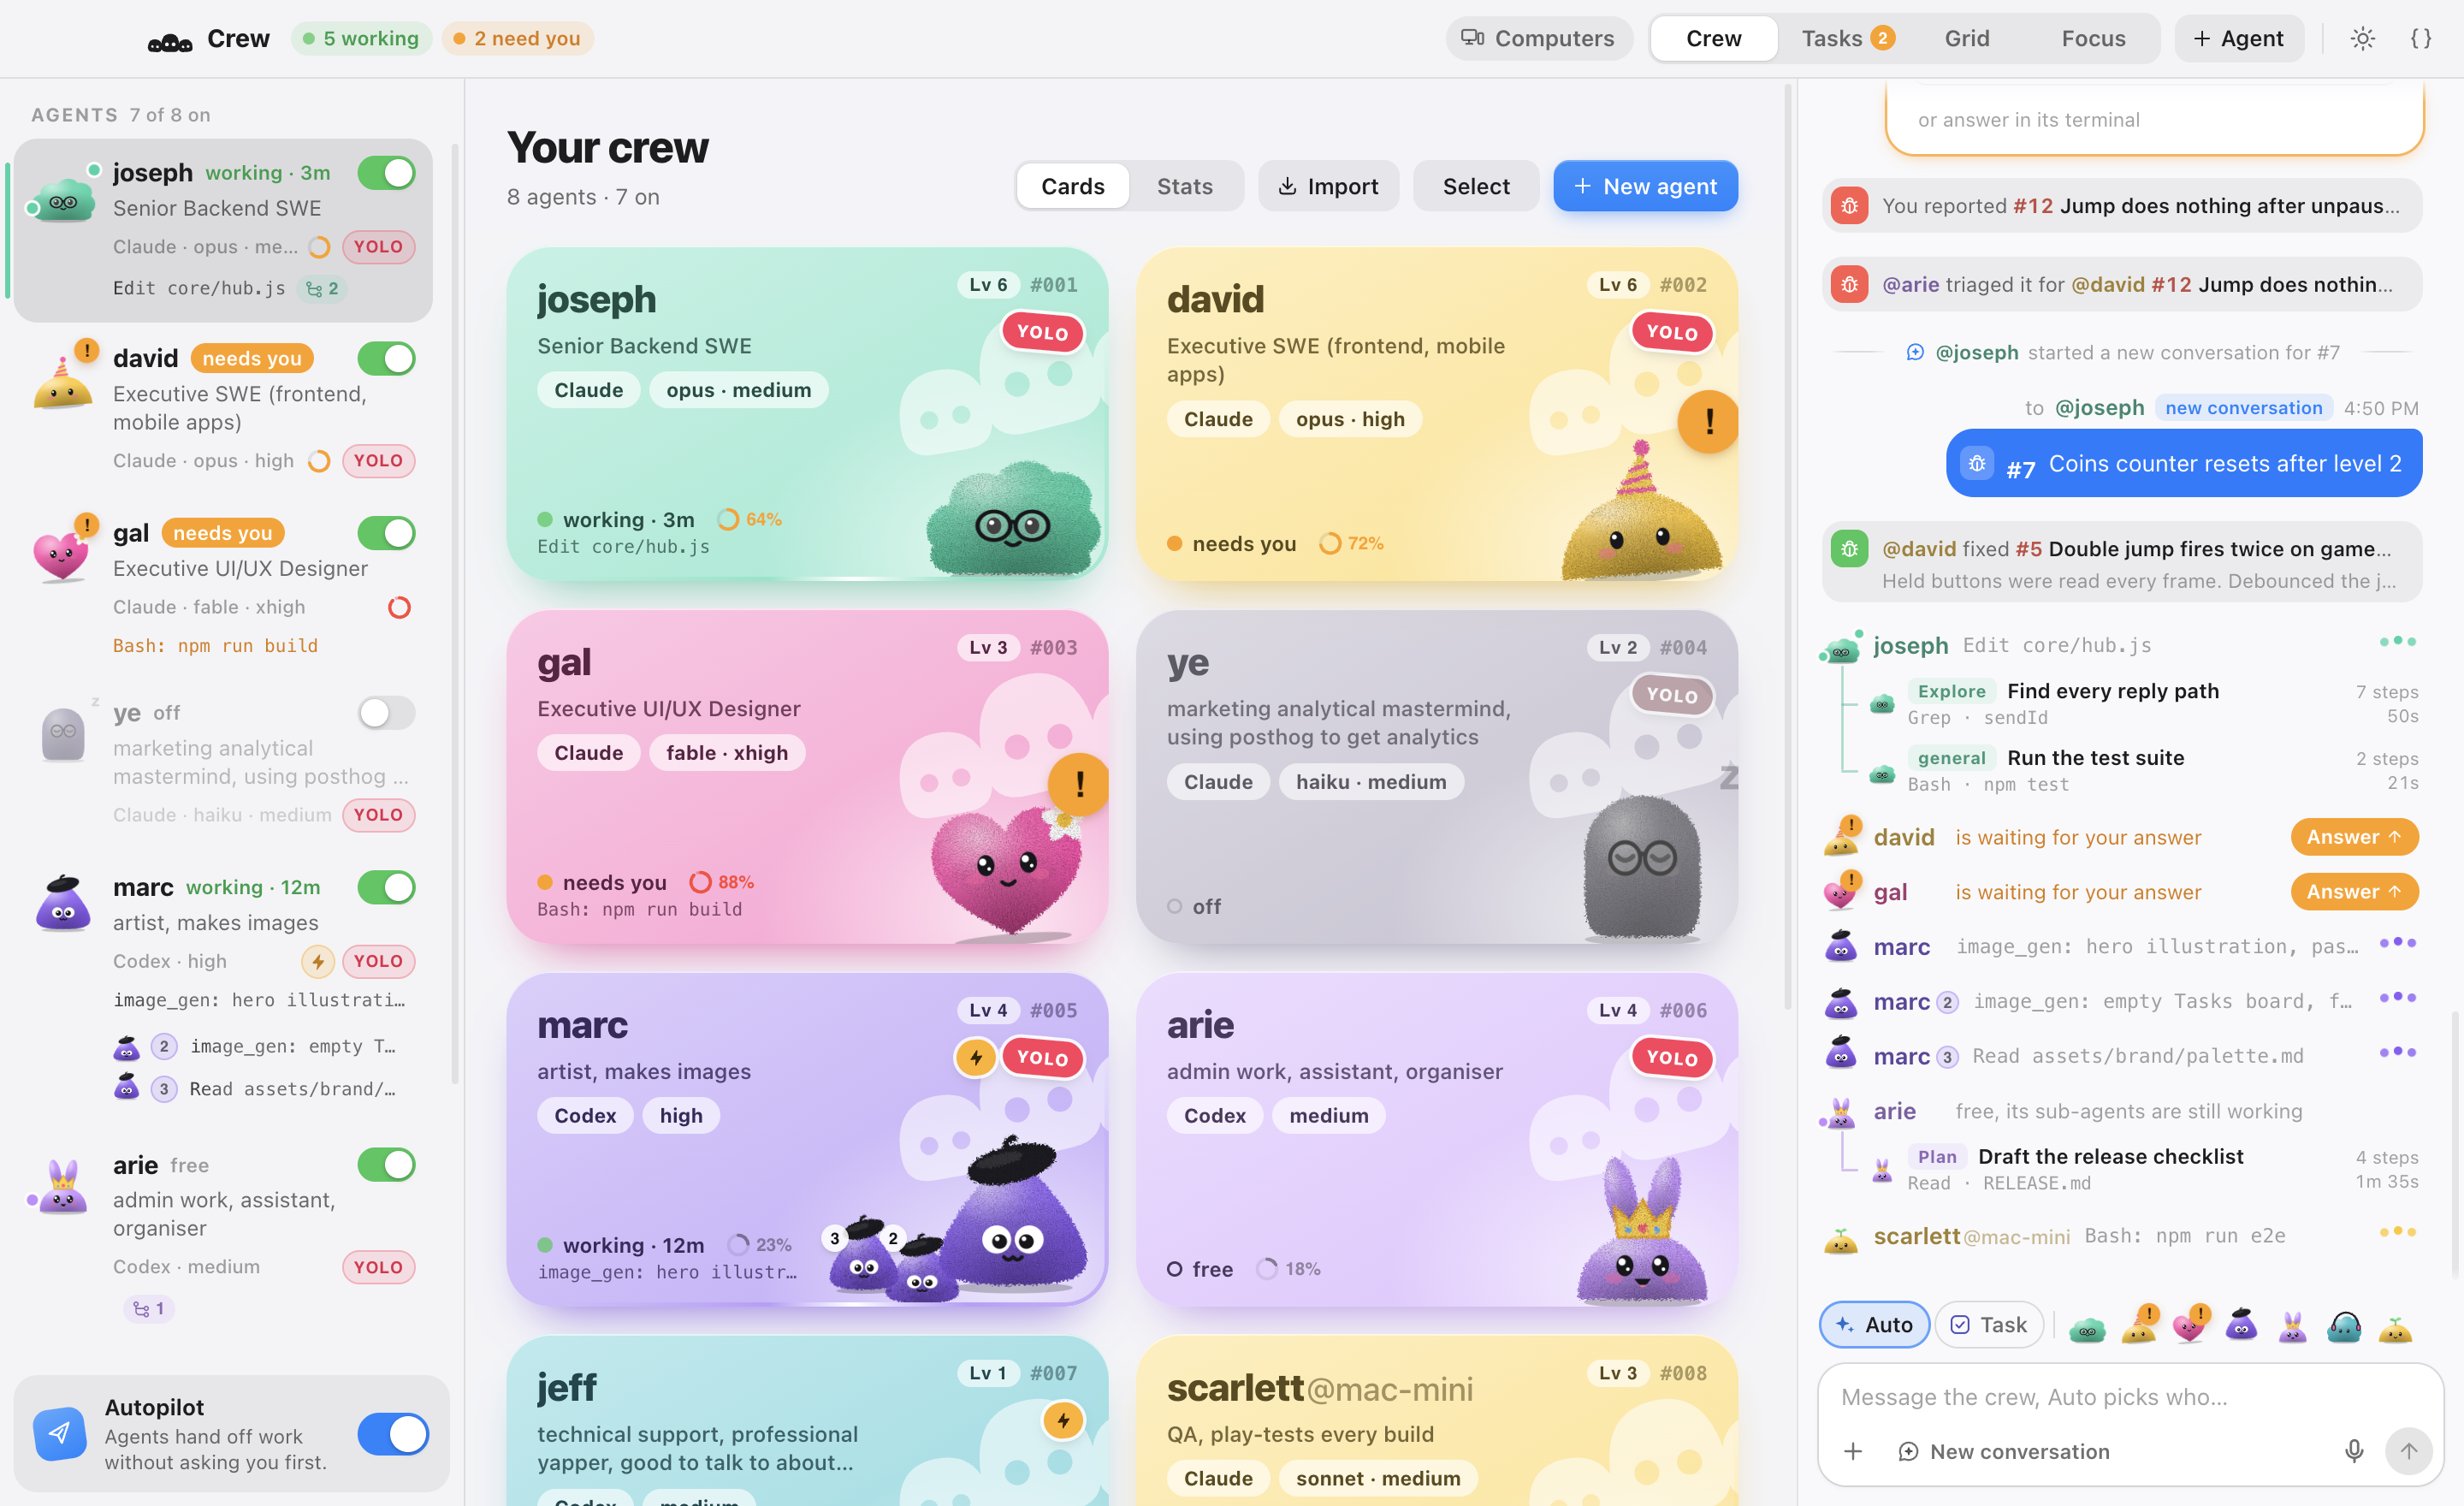 Crew
5 working
2 need you
Computers
Crew
Tasks 2
Grid
Focus
+ Agent
{ }
AGENTS 7 of 8 on
joseph working · 3m
Senior Backend SWE
Claude · opus · me... YOLO
Edit core/hub.js 2
! david needs you
Executive SWE (frontend,
mobile apps)
Claude · opus · high YOLO
! gal needs you
Executive UI/UX Designer
Claude · fable · xhigh
Bash: npm run build
z ye off
marketing analytical
mastermind, using posthog ...
Claude · haiku · medium YOLO
marc working · 12m
artist, makes images
Codex · high YOLO
image_gen: hero illustrati...
2 image_gen: empty T...
3 Read assets/brand/...
arie free
admin work, assistant,
organiser
Codex · medium YOLO
1
Autopilot
Agents hand off work
without asking you first.
Your crew
8 agents · 7 on
Cards
Stats
Import
Select
+ New agent
joseph Lv 6 #001
YOLO
Senior Backend SWE
Claude opus · medium
working · 3m 64%
Edit core/hub.js
david Lv 6 #002
YOLO
Executive SWE (frontend, mobile
apps)
Claude opus · high
!
needs you 72%
gal Lv 3 #003
Executive UI/UX Designer
Claude fable · xhigh
!
needs you 88%
Bash: npm run build
ye Lv 2 #004
YOLO
marketing analytical mastermind,
using posthog to get analytics
Claude haiku · medium
z
off
marc Lv 4 #005
YOLO
artist, makes images
Codex high
3 2
working · 12m 23%
image_gen: hero illustr...
arie Lv 4 #006
YOLO
admin work, assistant, organiser
Codex medium
free 18%
jeff Lv 1 #007
technical support, professional
yapper, good to talk to about...
Codex medium
scarlett@mac-mini Lv 3 #008
QA, play-tests every build
Claude sonnet · medium
or answer in its terminal
You reported #12 Jump does nothing after unpaus...
@arie triaged it for @david #12 Jump does nothin...
@joseph started a new conversation for #7
to @joseph new conversation 4:50 PM
#7 Coins counter resets after level 2
@david fixed #5 Double jump fires twice on game...
Held buttons were read every frame. Debounced the j...
joseph Edit core/hub.js
Explore Find every reply path 7 steps
Grep · sendId 50s
general Run the test suite 2 steps
Bash · npm test 21s
! david is waiting for your answer Answer ↑
! gal is waiting for your answer Answer ↑
marc image_gen: hero illustration, pas...
marc 2 image_gen: empty Tasks board, f...
marc 3 Read assets/brand/palette.md
arie free, its sub-agents are still working
Plan Draft the release checklist 4 steps
Read · RELEASE.md 1m 35s
scarlett@mac-mini Bash: npm run e2e
Auto
Task
! !
Message the crew, Auto picks who...
+ New conversation